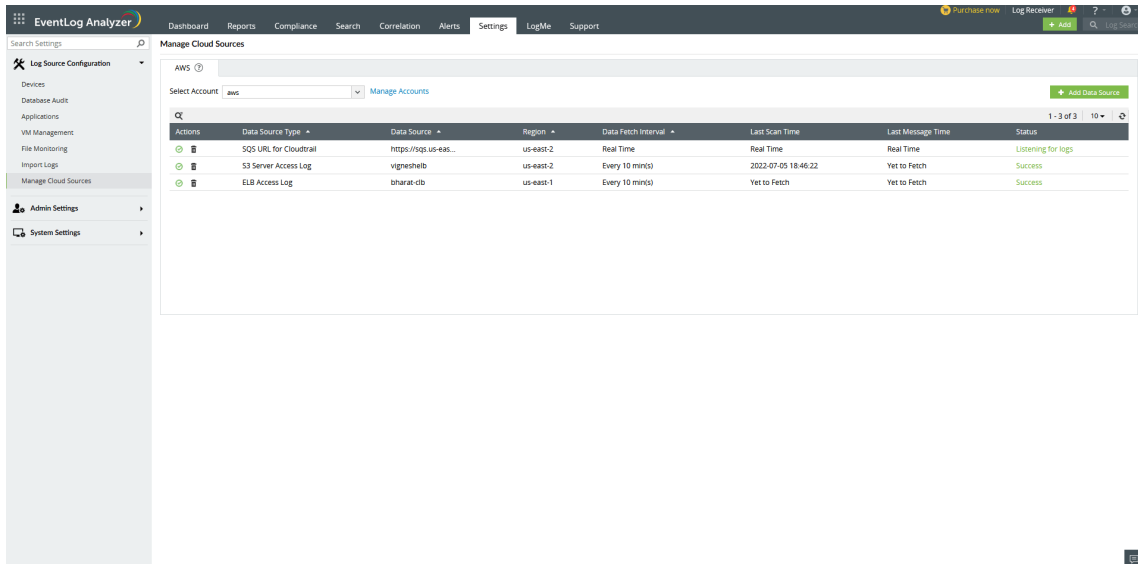 Purchase now Log Receiver ?
EventLog Analyzer
Dashboard Reports Compliance Search Correlation Alerts Settings LogMe Support
+ Add Log Sear
Search Settings
Manage Cloud Sources
Log Source Configuration
AWS ?
Devices
Select Account aws Manage Accounts
+ Add Data Source
Database Audit
Applications
1 - 3 of 3 10
VM Management
Actions Data Source Type Data Source Region Data Fetch Interval Last Scan Time Last Message Time Status
File Monitoring
SQS URL for Cloudtrail https://sqs.us-eas... us-east-2 Real Time Real Time Real Time Listening for logs
Import Logs
S3 Server Access Log vigneshelb us-east-2 Every 10 min(s) 2022-07-05 18:46:22 Yet to Fetch Success
Manage Cloud Sources
ELB Access Log bharat-clb us-east-1 Every 10 min(s) Yet to Fetch Yet to Fetch Success
Admin Settings
System Settings